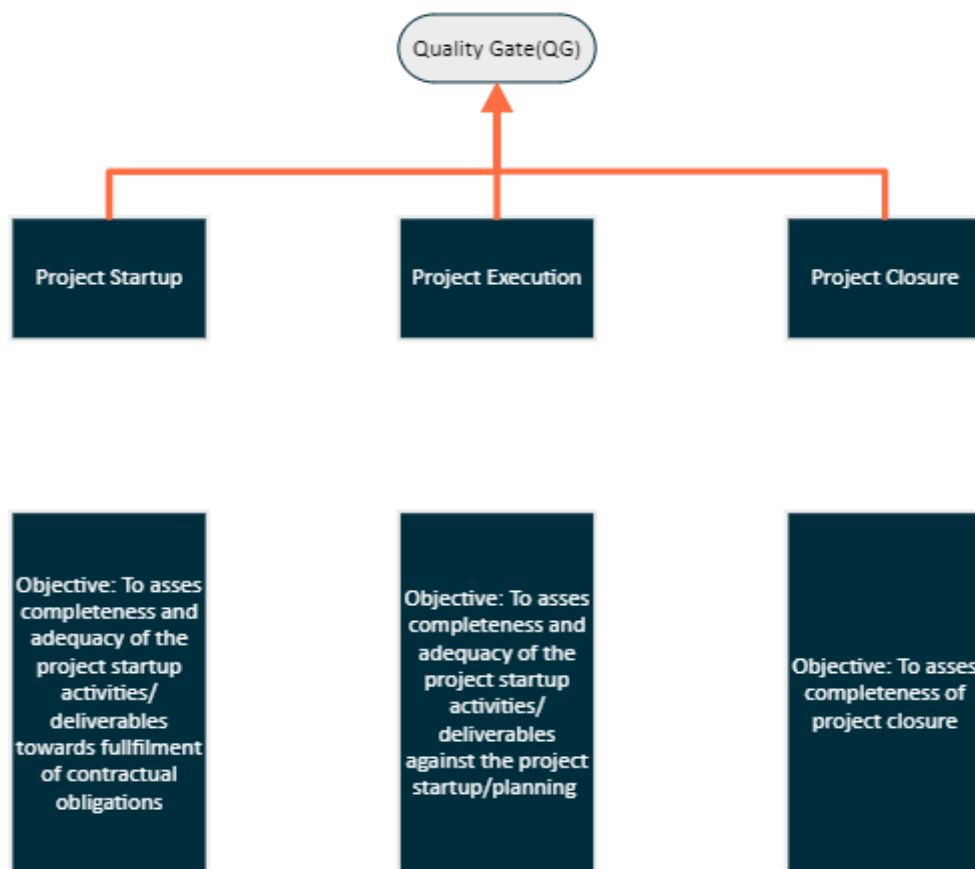 Quality Gate(QG)
Project Startup
Project Execution
Project Closure
Objective: To asses
completeness and
adequacy of the
project startup
activities/
deliverables
towards fullfilment
of contractual
obligations
Objective: To asses
completeness and
adequacy of the
project startup
activities/
deliverables
against the project
startup/planning
Objective: To asses
completeness of
project closure